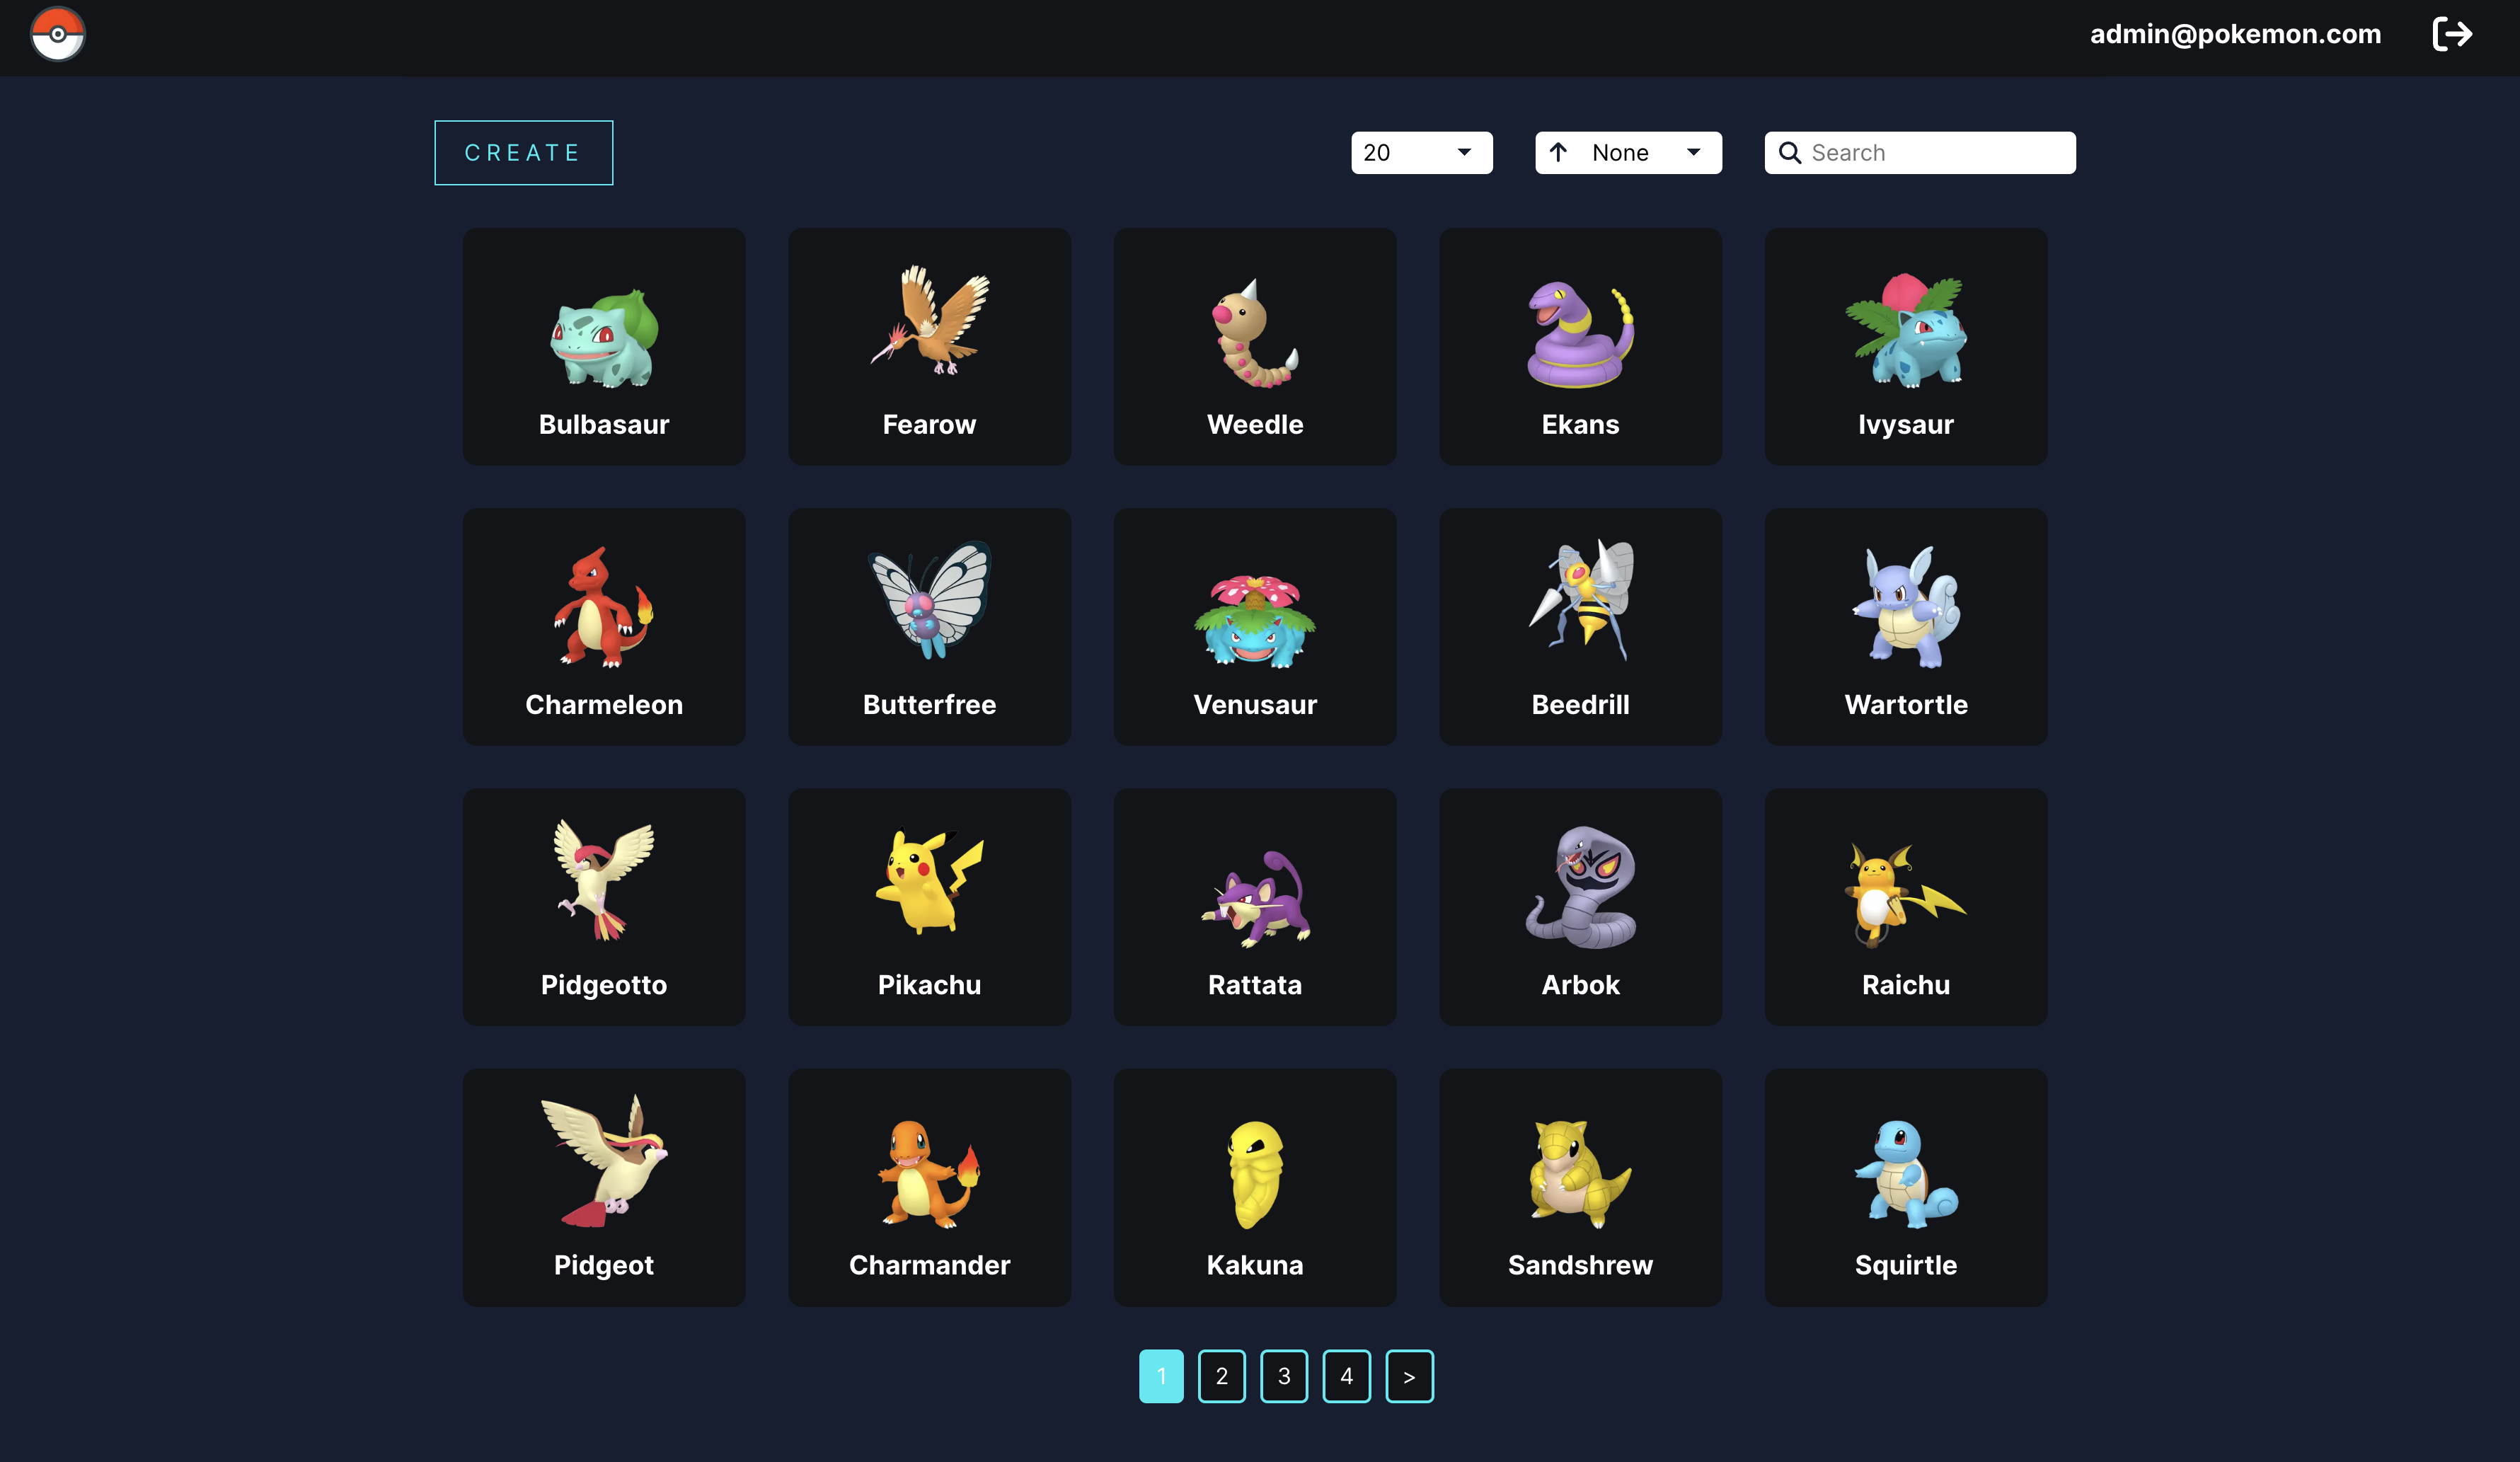 admin@pokemon.com
CREATE
20
None
Search
Bulbasaur
Fearow
Weedle
Ekans
Ivysaur
Charmeleon
Butterfree
Venusaur
Beedrill
Wartortle
Pidgeotto
Pikachu
Rattata
Arbok
Raichu
Pidgeot
Charmander
Kakuna
Sandshrew
Squirtle
1 2 3 4 >